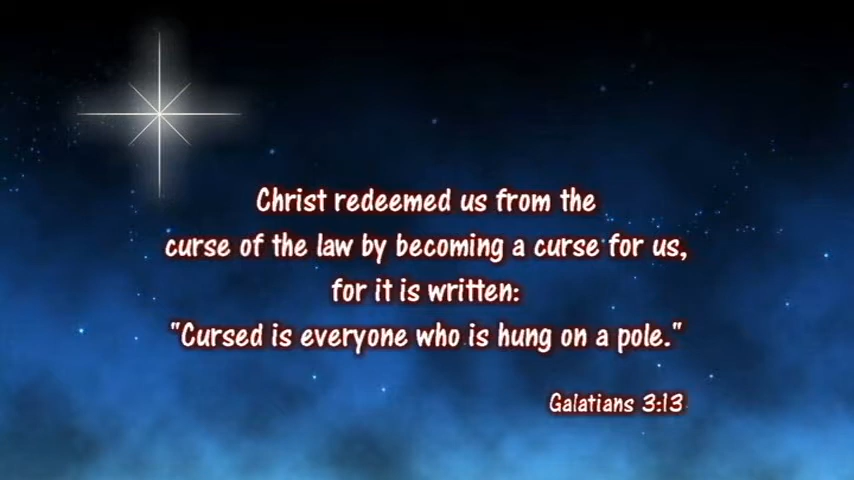 Christ redeemed us from the
curse of the law by becoming a curse for us,
for it is written:
"Cursed is everyone who is hung on a pole."
Galatians 3:13